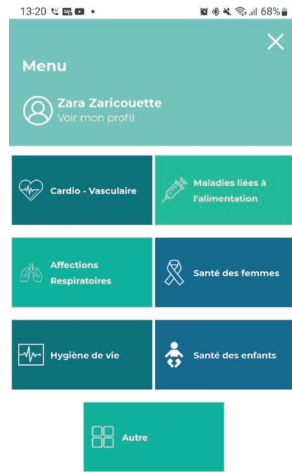 13:20
68%
Menu
Zara Zaricouette
Voir mon profil
Cardio - Vasculaire
Maladies liées à
l'alimentation
Affections
Respiratoires
Santé des femmes
Hygiène de vie
Santé des enfants
Autre